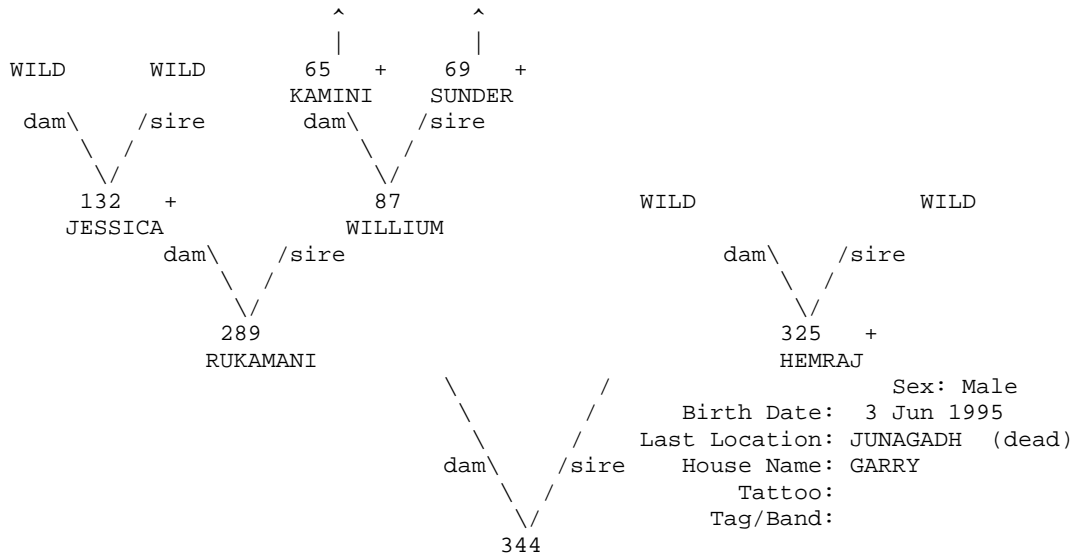 ^ ^
| |
WILD WILD 65 + 69 +
KAMINI SUNDER
dam\ /sire dam\ /sire
\ / \ /
\/ \/
132 + 87 WILD WILD
JESSICA WILLIUM
dam\ /sire dam\ /sire
\ / \ /
\/ \/
289 325 +
RUKAMANI HEMRAJ
\ / Sex: Male
\ / Birth Date: 3 Jun 1995
\ / Last Location: JUNAGADH (dead)
dam\ /sire House Name: GARRY
\ / Tattoo:
\/ Tag/Band:
344